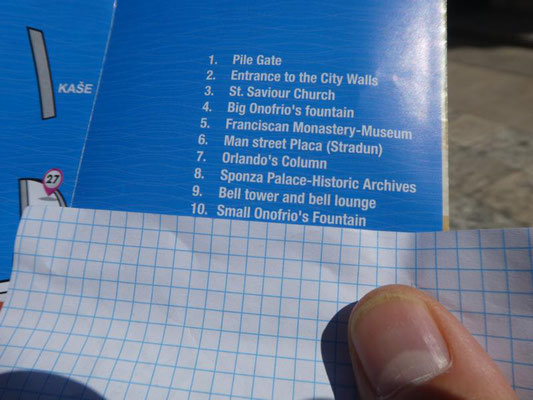 KAŠE
27
1. Pile Gate
2. Entrance to the City Walls
3. St. Saviour Church
4. Big Onofrio's fountain
5. Franciscan Monastery-Museum
6. Man street Placa (Stradun)
7. Orlando's Column
8. Sponza Palace-Historic Archives
9. Bell tower and bell lounge
10. Small Onofrio's Fountain